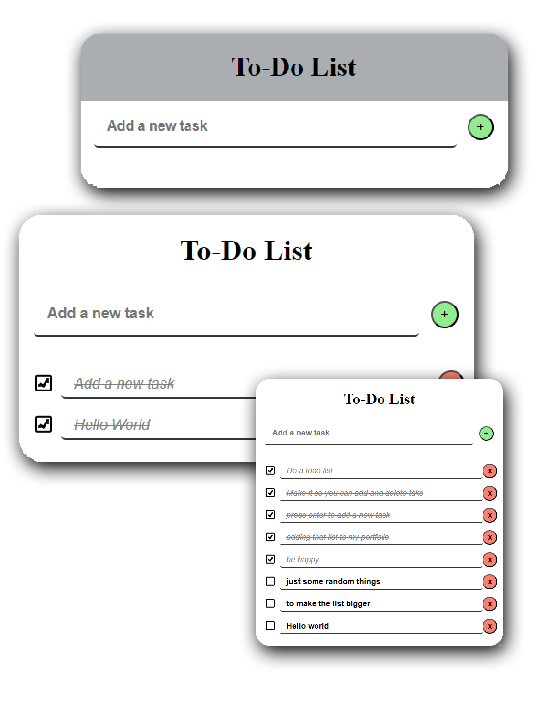 To-Do List
Add a new task
+
To-Do List
Add a new task
+
Add a new task
Hello World
To-Do List
Add a new task
+
Do a todo list
x
Make it so you can add and delete taks
x
press enter to add a new task
x
adding that list to my portfolio
x
be happy
x
just some random things
x
to make the list bigger
x
Hello world
x